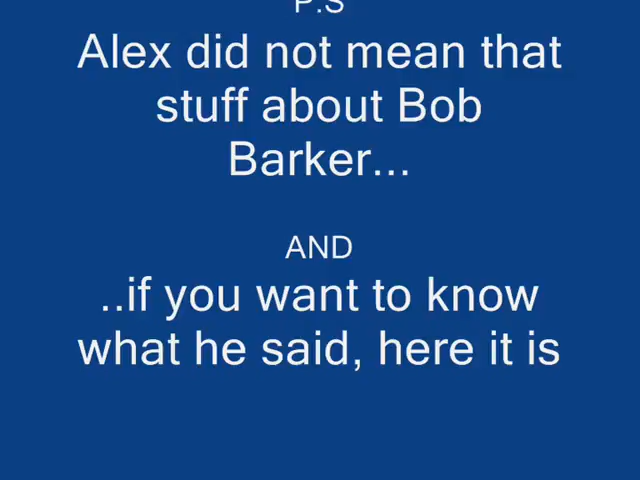 P.S
Alex did not mean that
stuff about Bob
Barker...
AND
..if you want to know
what he said, here it is